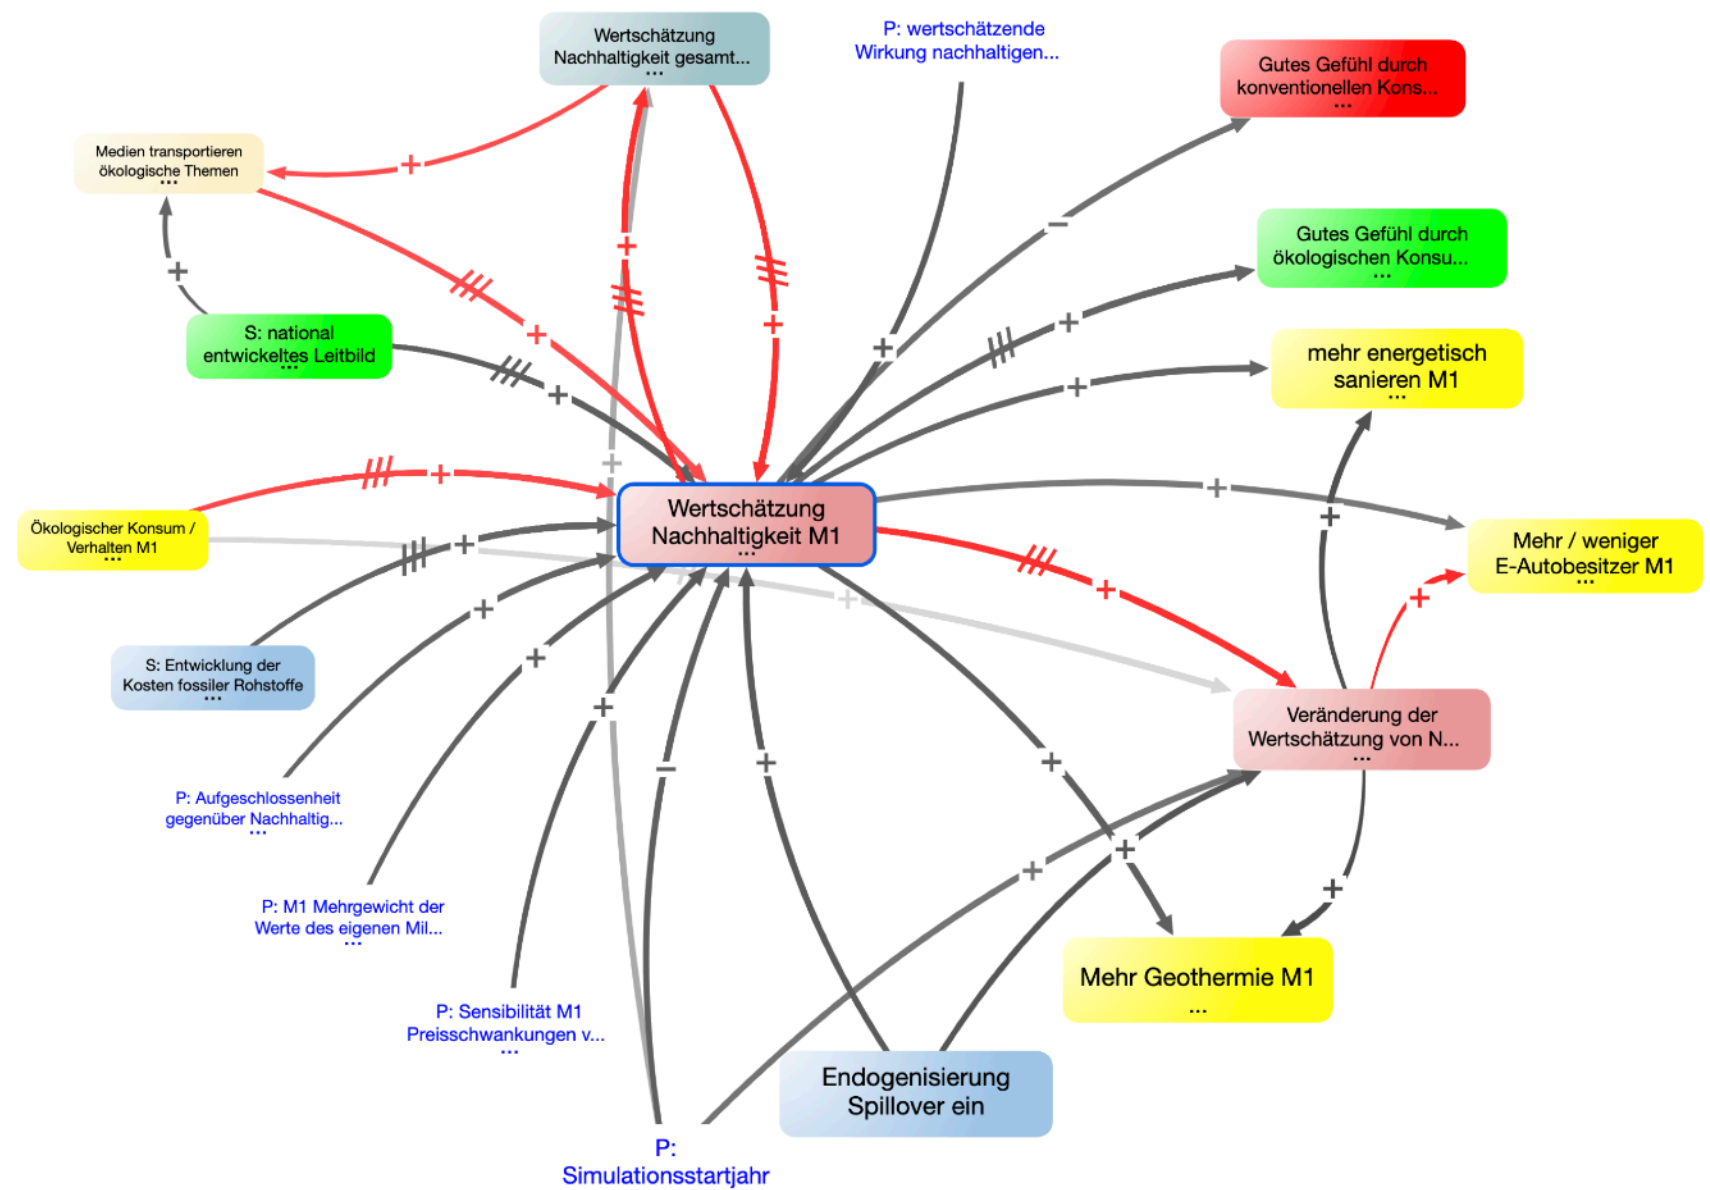 Wertschätzung
Nachhaltigkeit gesamt...
...
P: wertschätzende
Wirkung nachhaltigen...
Gutes Gefühl durch
konventionellen Kons...
...
Medien transportieren
ökologische Themen
...
Gutes Gefühl durch
ökologischen Konsu...
...
S: national
entwickeltes Leitbild
...
mehr energetisch
sanieren M1
...
Wertschätzung
Nachhaltigkeit M1
...
Ökologischer Konsum /
Verhalten M1
...
Mehr / weniger
E-Autobesitzer M1
...
S: Entwicklung der
Kosten fossiler Rohstoffe
...
Veränderung der
Wertschätzung von N...
...
P: Aufgeschlossenheit
gegenüber Nachhaltig...
...
P: M1 Mehrgewicht der
Werte des eigenen Mil...
...
Mehr Geothermie M1
...
P: Sensibilität M1
Preisschwankungen v...
...
Endogenisierung
Spillover ein
P:
Simulationsstartjahr